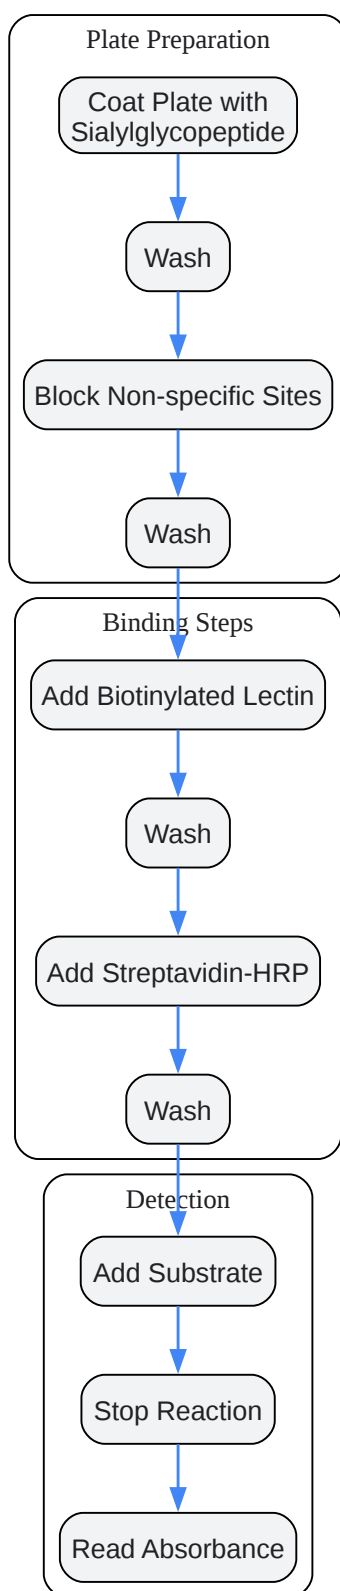 Plate Preparation
Coat Plate with
Sialylglycopeptide
Wash
Block Non-specific Sites
Wash
Binding Steps
Add Biotinylated Lectin
Wash
Add Streptavidin-HRP
Wash
Detection
Add Substrate
Stop Reaction
Read Absorbance